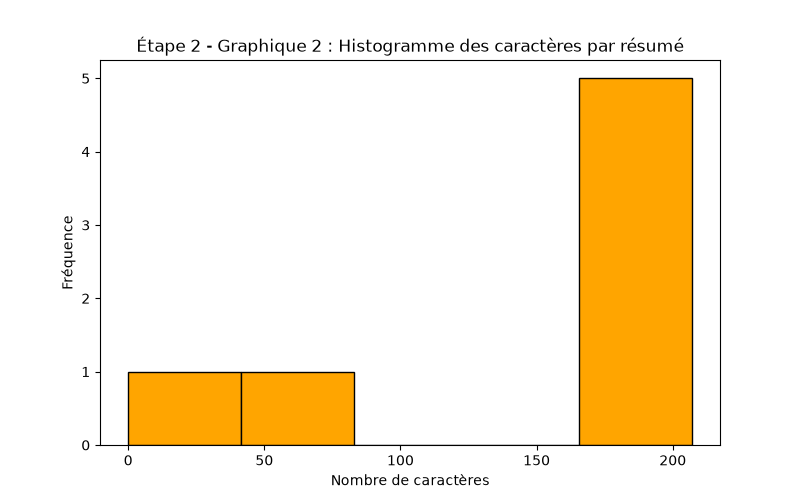 Étape 2 - Graphique 2 : Histogramme des caractères par résumé
5
4
3
2
1
0
Fréquence
0 50 100 150 200
Nombre de caractères